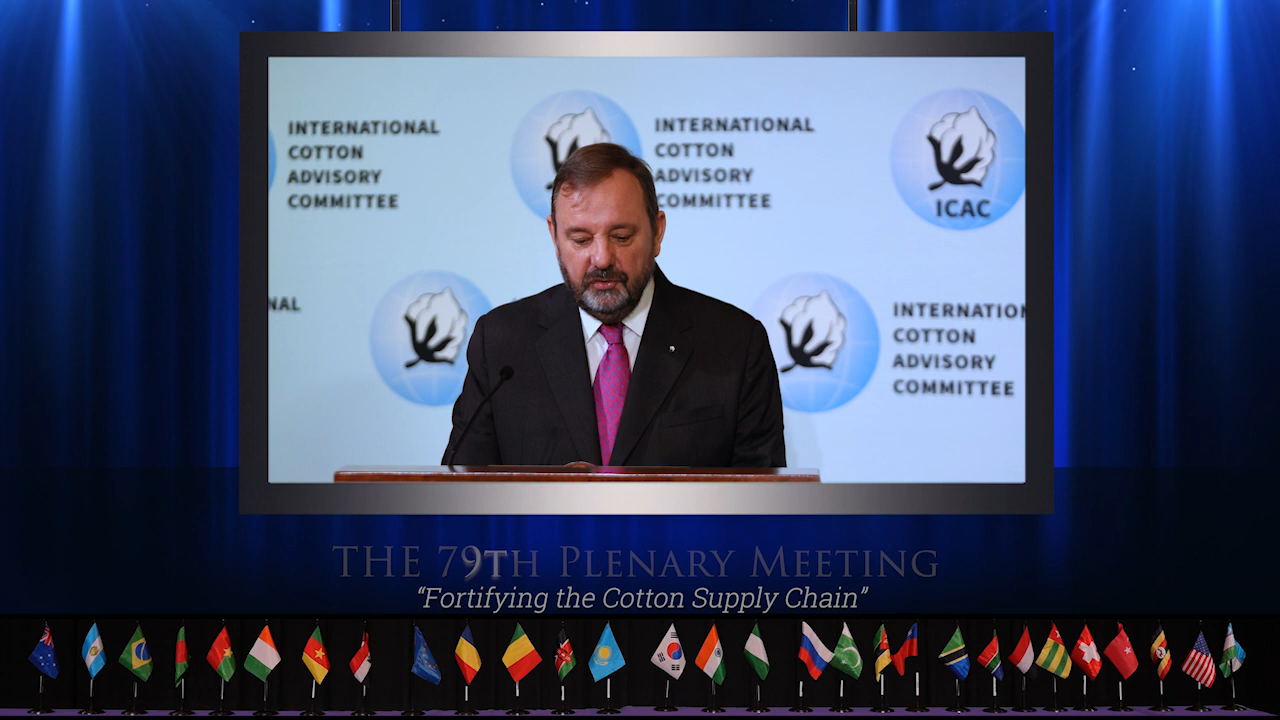 INTERNATIONAL
COTTON
ADVISORY
COMMITTEE
INTERNATIONAL
COTTON
ADVISORY
COMMITTEE
ICAC
NAL
INTERNATION
COTTON
ADVISORY
COMMITTEE
THE 79TH PLENARY MEETING
“Fortifying the Cotton Supply Chain”